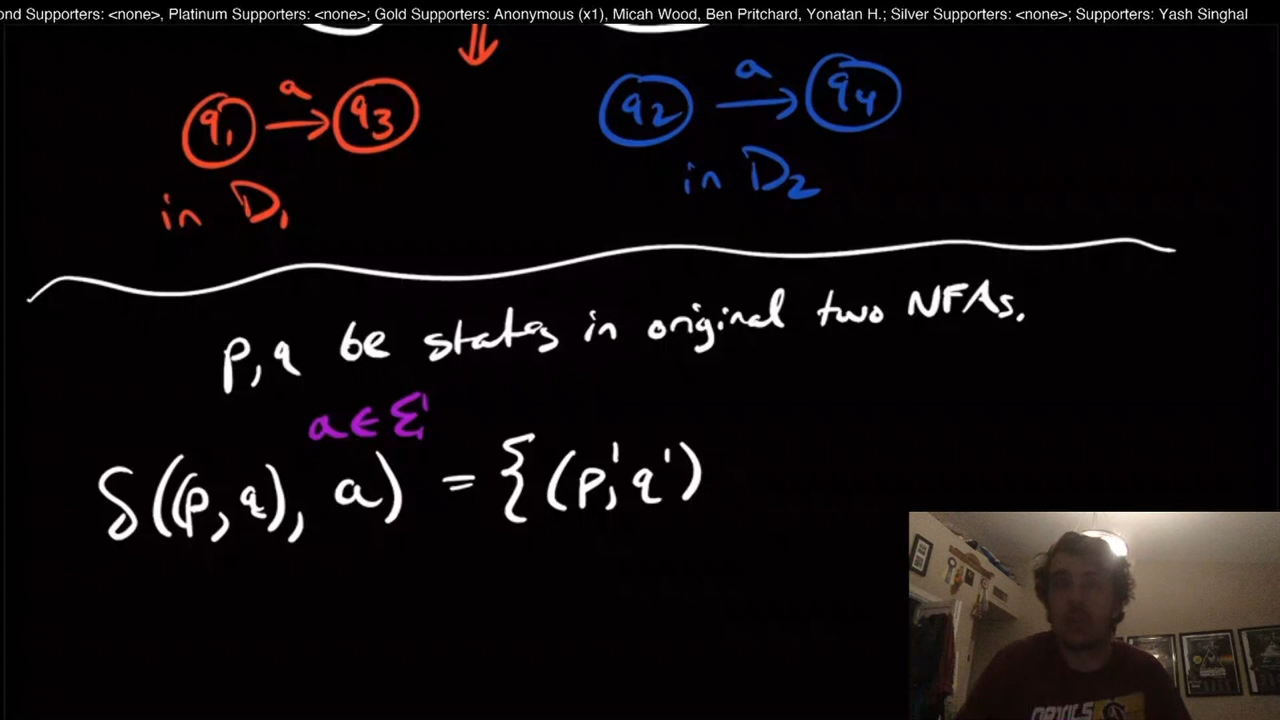 ond Supporters: <none>, Platinum Supporters: <none>; Gold Supporters: Anonymous (x1), Micah Wood, Ben Pritchard, Yonatan H.; Silver Supporters: <none>; Supporters: Yash Singhal
q₁ a→ q₃
q₂ a→ q₄
in D₁
in D₂
p,q be states in original two NFAs.
a∈Σ
δ((p,q), a) = {(p',q')